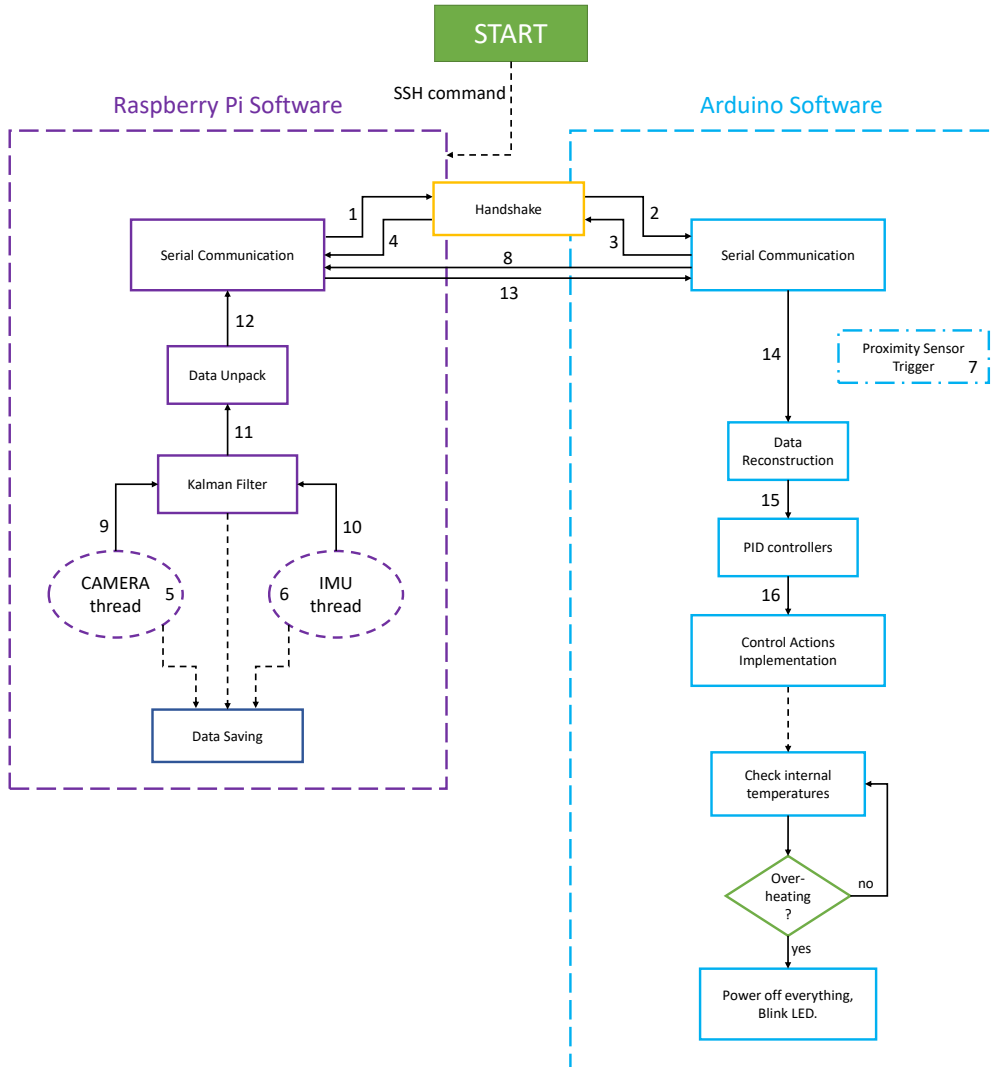 START
SSH command
Raspberry Pi Software
Arduino Software
Handshake
1
2
4
3
Serial Communication
Serial Communication
8
13
12
14
Proximity Sensor
Trigger
7
Data Unpack
11
Data
Reconstruction
Kalman Filter
15
9
10
PID controllers
CAMERA
thread
5
6
IMU
thread
16
Control Actions
Implementation
Data Saving
Check internal
temperatures
Over-
heating
?
no
yes
Power off everything,
Blink LED.